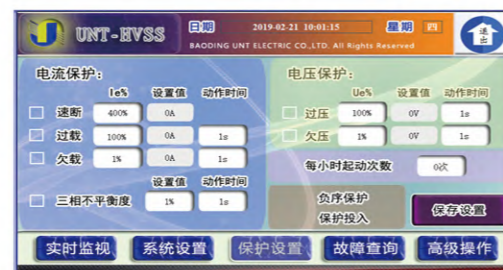 UNT-HVSS 日期 2019-02-21 10:01:15 星期 四 退出
BAODING UNT ELECTRIC CO.,LTD. All Rights Reserved
电流保护: 电压保护:
Ie% 设置值 动作时间 Ue% 设置值 动作时间
速断 400% 0A 过压 100% 0V 1s
过载 100% 0A 1s 欠压 1% 0V 1s
欠载 1% 0A 1s 每小时起动次数 0次
设置值 动作时间
三相不平衡度 1% 1s 负序保护
保护投入 保存设置
实时监视 系统设置 保护设置 故障查询 高级操作